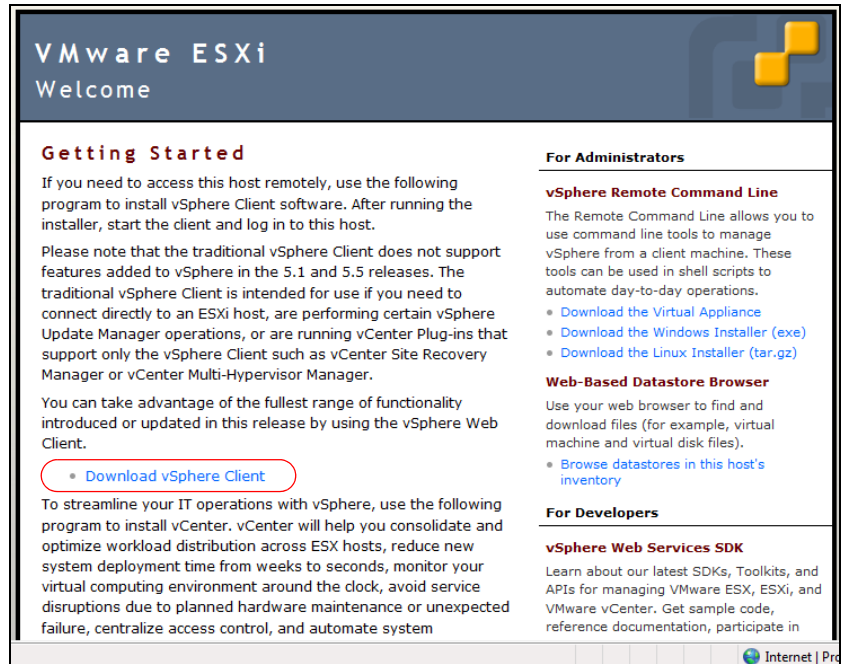 VMware ESXi
Welcome
Getting Started
If you need to access this host remotely, use the following
program to install vSphere Client software. After running the
installer, start the client and log in to this host.
Please note that the traditional vSphere Client does not support
features added to vSphere in the 5.1 and 5.5 releases. The
traditional vSphere Client is intended for use if you need to
connect directly to an ESXi host, are performing certain vSphere
Update Manager operations, or are running vCenter Plug-ins that
support only the vSphere Client such as vCenter Site Recovery
Manager or vCenter Multi-Hypervisor Manager.
You can take advantage of the fullest range of functionality
introduced or updated in this release by using the vSphere Web
Client.
• Download vSphere Client
To streamline your IT operations with vSphere, use the following
program to install vCenter. vCenter will help you consolidate and
optimize workload distribution across ESX hosts, reduce new
system deployment time from weeks to seconds, monitor your
virtual computing environment around the clock, avoid service
disruptions due to planned hardware maintenance or unexpected
failure, centralize access control, and automate system
For Administrators
vSphere Remote Command Line
The Remote Command Line allows you to
use command line tools to manage
vSphere from a client machine. These
tools can be used in shell scripts to
automate day-to-day operations.
• Download the Virtual Appliance
• Download the Windows Installer (exe)
• Download the Linux Installer (tar.gz)
Web-Based Datastore Browser
Use your web browser to find and
download files (for example, virtual
machine and virtual disk files).
• Browse datastores in this host's
inventory
For Developers
vSphere Web Services SDK
Learn about our latest SDKs, Toolkits, and
APIs for managing VMware ESX, ESXi, and
VMware vCenter. Get sample code,
reference documentation, participate in
Internet | Pro